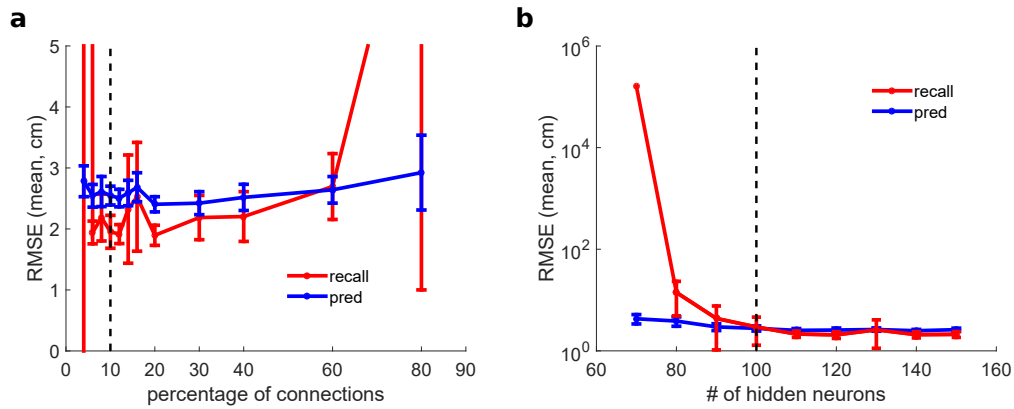 a
RMSE (mean, cm)
5
4
3
2
1
0
0 10 20 30 40 50 60 70 80 90
percentage of connections
recall
pred
b
RMSE (mean, cm)
10^6
10^4
10^2
10^0
60 80 100 120 140 160
# of hidden neurons
recall
pred